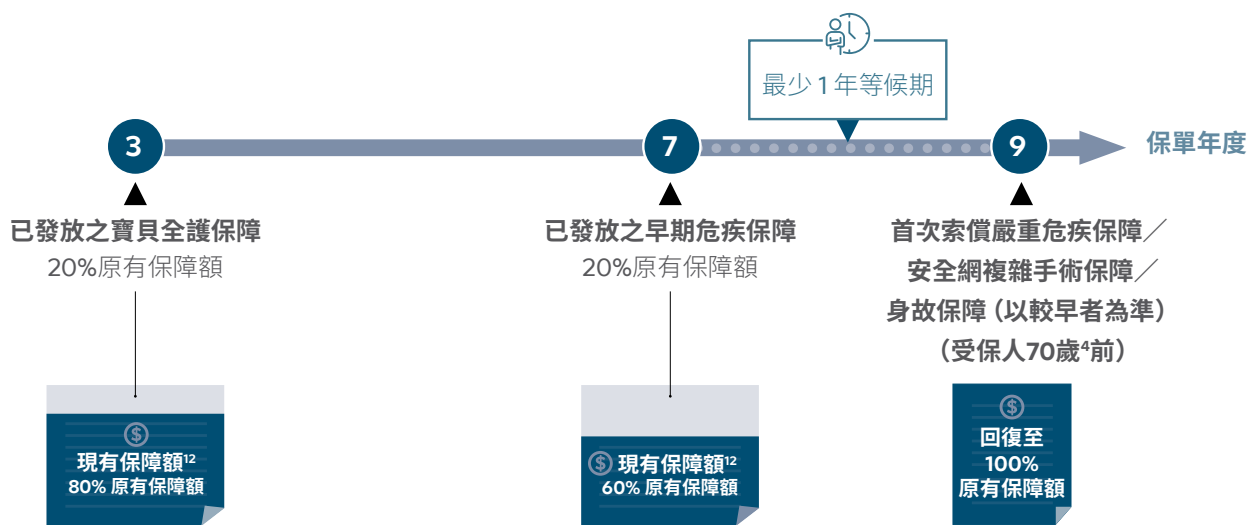 最少 1 年等候期
3
7
9
保單年度
已發放之寶貝全護保障
20%原有保障額
已發放之早期危疾保障
20%原有保障額
首次索償嚴重危疾保障／
安全網複雜手術保障／
身故保障（以較早者為準）
（受保人70歲⁴前）
$
現有保障額¹²
80% 原有保障額
$ 現有保障額¹²
60% 原有保障額
$
回復至
100%
原有保障額